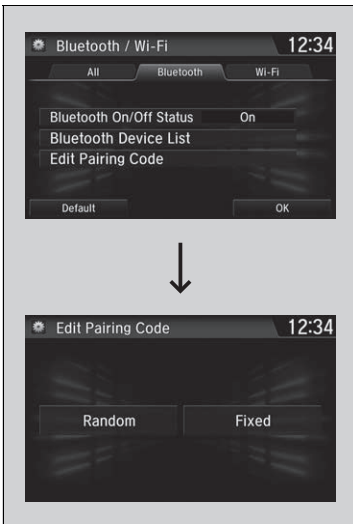 Bluetooth / Wi-Fi 12:34
All Bluetooth Wi-Fi
Bluetooth On/Off Status On
Bluetooth Device List
Edit Pairing Code
Default OK
Edit Pairing Code 12:34
Random Fixed